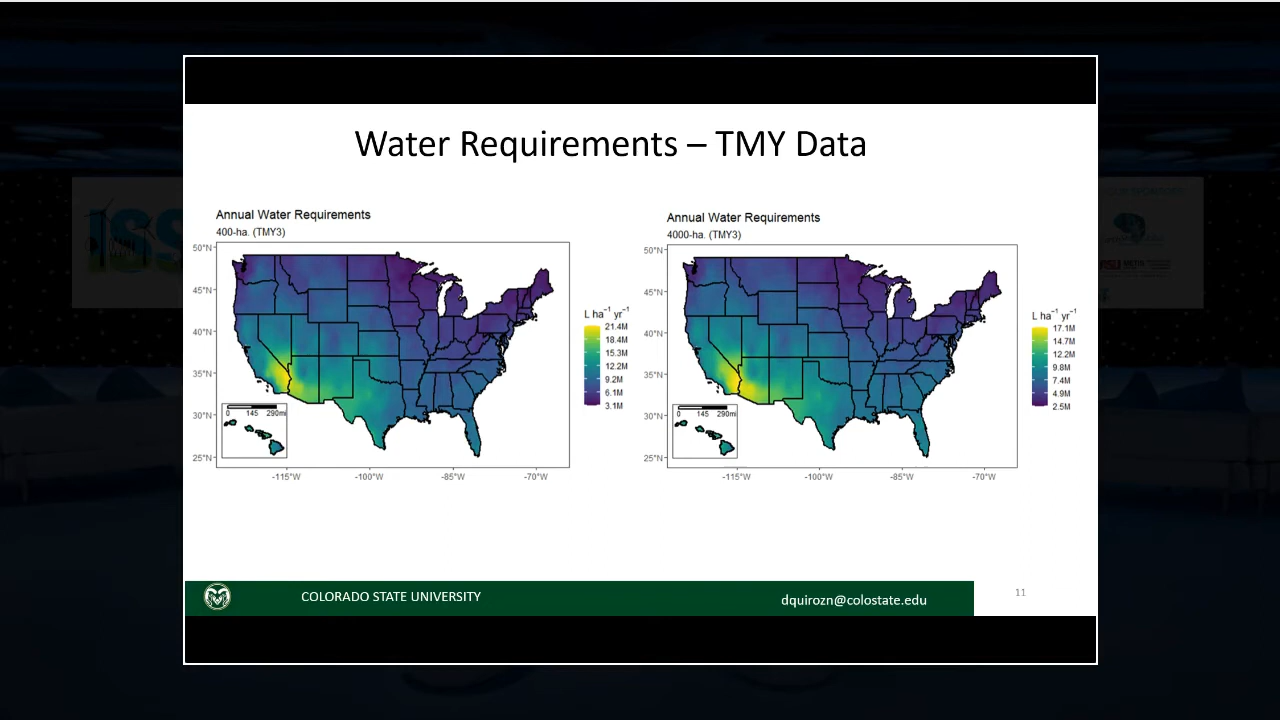 Water Requirements – TMY Data
Annual Water Requirements
400-ha. (TMY3)
50°N
45°N
40°N
35°N
30°N
25°N
0 145 290mi
-115°W -100°W -85°W -70°W
L ha⁻¹ yr⁻¹
21.4M
18.4M
15.3M
12.2M
9.2M
6.1M
3.1M
Annual Water Requirements
4000-ha. (TMY3)
50°N
45°N
40°N
35°N
30°N
25°N
0 145 290mi
-115°W -100°W -85°W -70°W
L ha⁻¹ yr⁻¹
17.1M
14.7M
12.2M
9.8M
7.4M
4.9M
2.5M
COLORADO STATE UNIVERSITY
dquirozn@colostate.edu
11